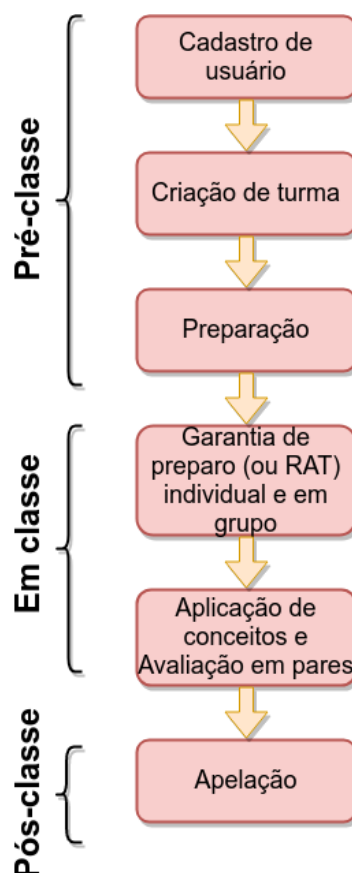 Pré-classe
Cadastro de
usuário
Criação de turma
Preparação
Em classe
Garantia de
preparo (ou RAT)
individual e em
grupo
Aplicação de
conceitos e
Avaliação em pares
Pós-classe
Apelação